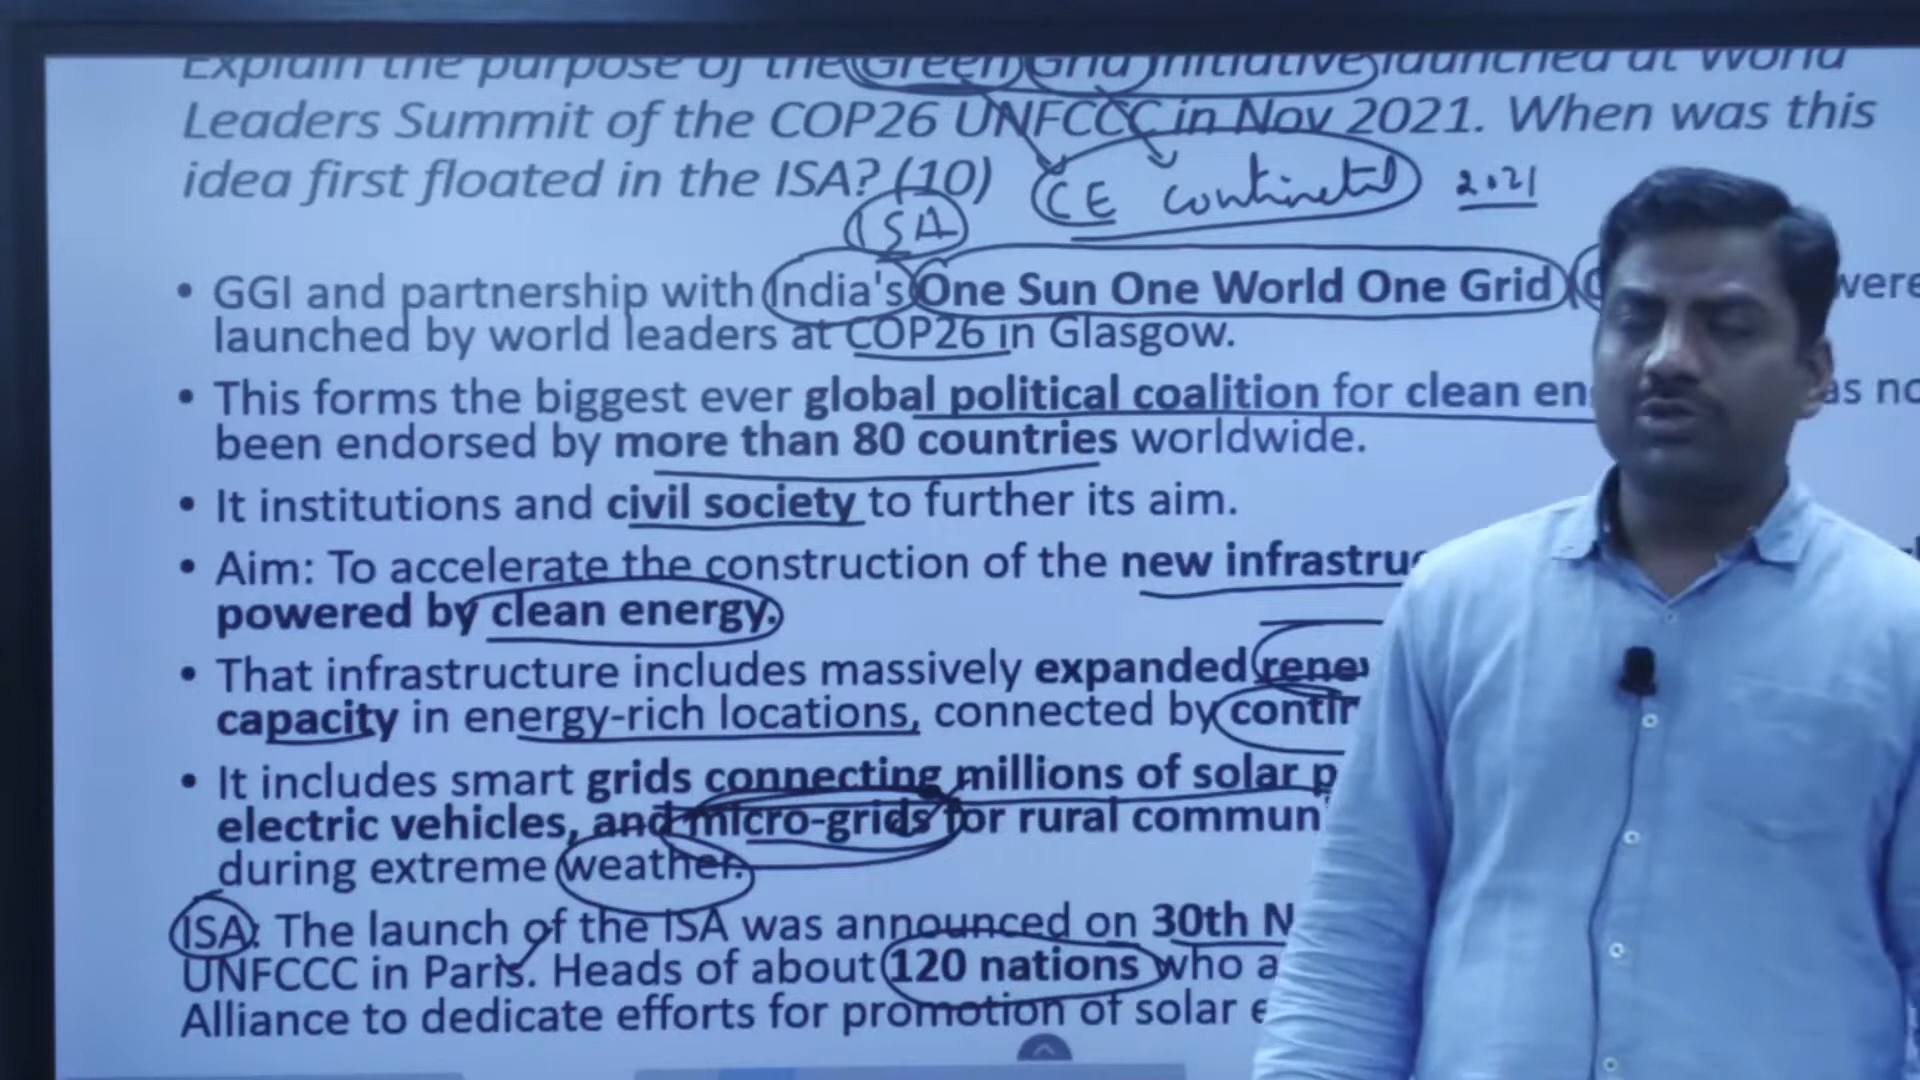 Explain the purpose of the Green Grid Initiative launched at World
Leaders Summit of the COP26 UNFCCC in Nov 2021. When was this
idea first floated in the ISA? (10)
CE continental 2021
ISA
• GGI and partnership with India's One Sun One World One Grid ( were
launched by world leaders at COP26 in Glasgow.
• This forms the biggest ever global political coalition for clean en as no
been endorsed by more than 80 countries worldwide.
• It institutions and civil society to further its aim.
• Aim: To accelerate the construction of the new infrastruc
powered by clean energy.
• That infrastructure includes massively expanded renew
capacity in energy-rich locations, connected by contin
• It includes smart grids connecting millions of solar p
electric vehicles, and micro-grids for rural commun
during extreme weather.
ISA: The launch of the ISA was announced on 30th N
UNFCCC in Paris. Heads of about 120 nations who a
Alliance to dedicate efforts for promotion of solar e